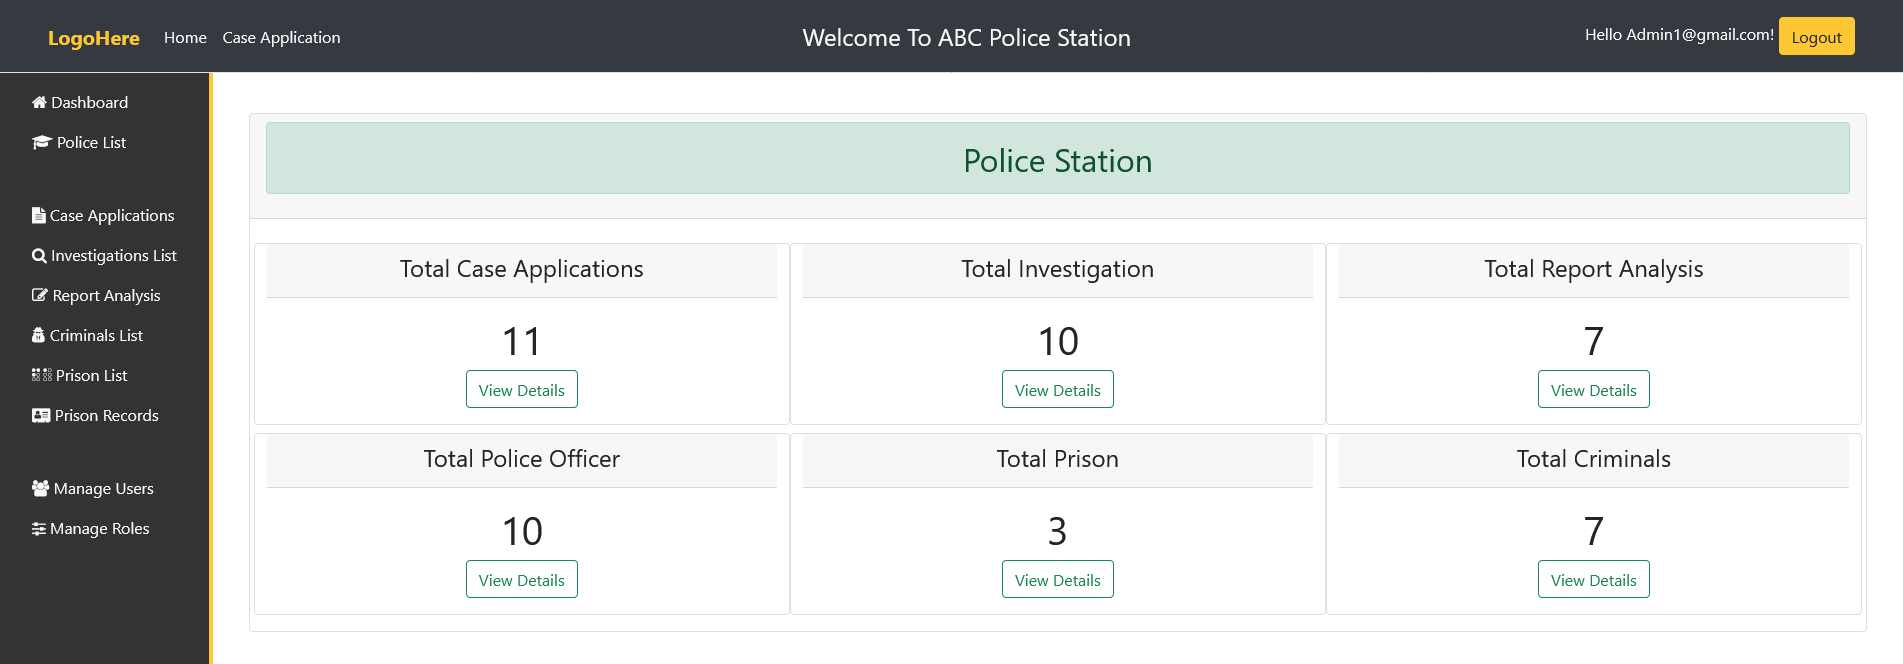 LogoHere Home Case Application Welcome To ABC Police Station Hello Admin1@gmail.com! Logout
Dashboard
Police List
Case Applications
Investigations List
Report Analysis
Criminals List
Prison List
Prison Records
Manage Users
Manage Roles
Police Station
Total Case Applications
11
View Details
Total Investigation
10
View Details
Total Report Analysis
7
View Details
Total Police Officer
10
View Details
Total Prison
3
View Details
Total Criminals
7
View Details